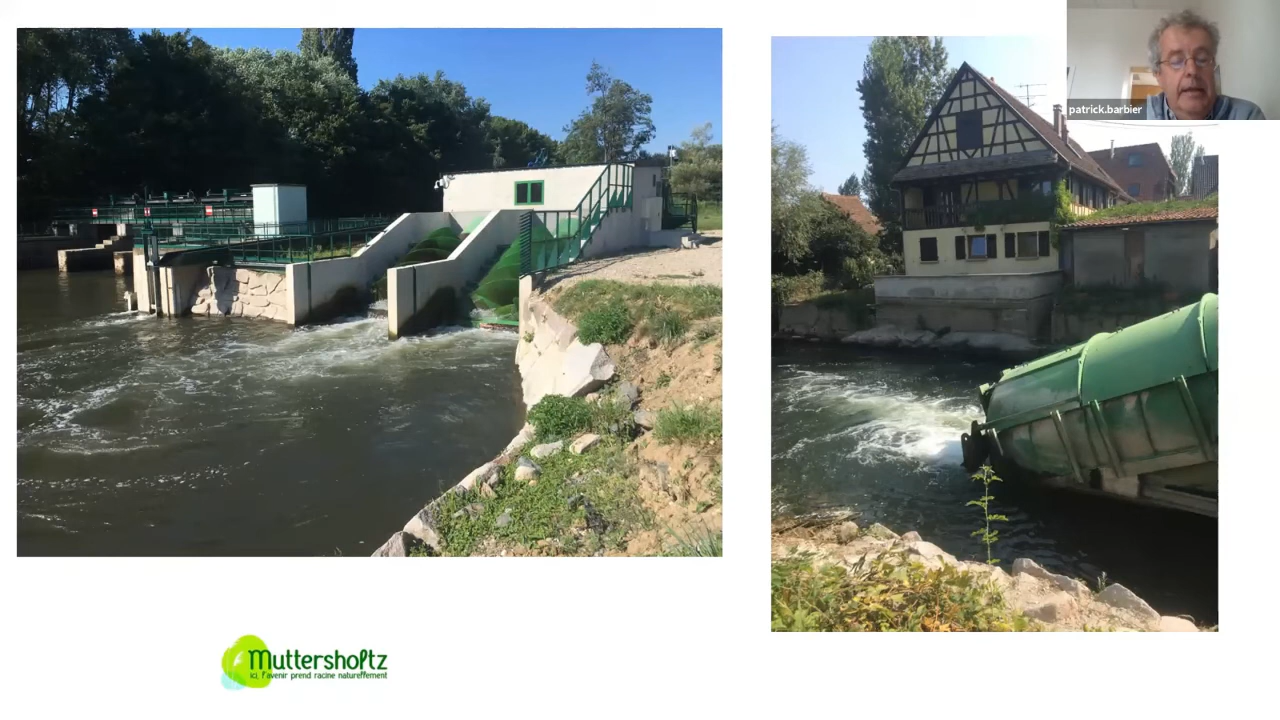 patrick.barbier
Muttersholtz
ici, l'avenir prend racine naturellement